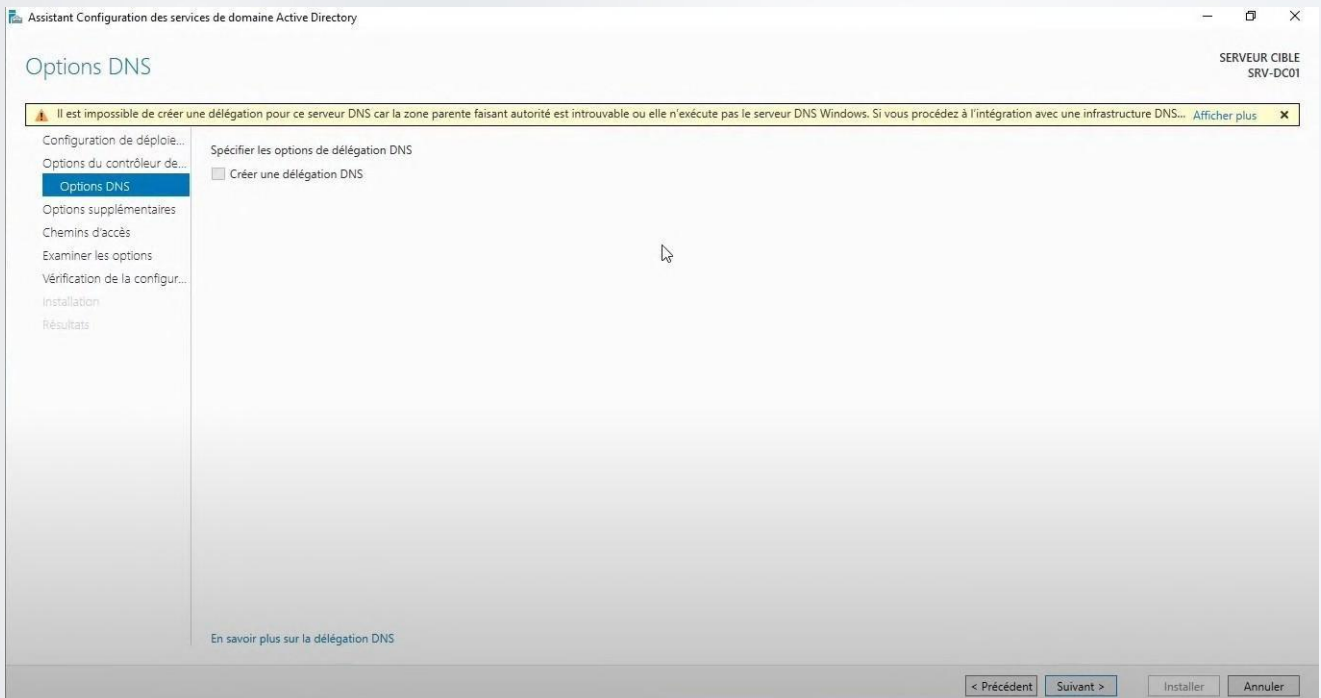 Assistant Configuration des services de domaine Active Directory
Options DNS
SERVEUR CIBLE
SRV-DC01
Il est impossible de créer une délégation pour ce serveur DNS car la zone parente faisant autorité est introuvable ou elle n'exécute pas le serveur DNS Windows. Si vous procédez à l'intégration avec une infrastructure DNS... Afficher plus
Configuration de déploie...
Options du contrôleur de...
Options DNS
Options supplémentaires
Chemins d'accès
Examiner les options
Vérification de la configur...
Installation
Résultats
Spécifier les options de délégation DNS
Créer une délégation DNS
En savoir plus sur la délégation DNS
< Précédent
Suivant >
Installer
Annuler